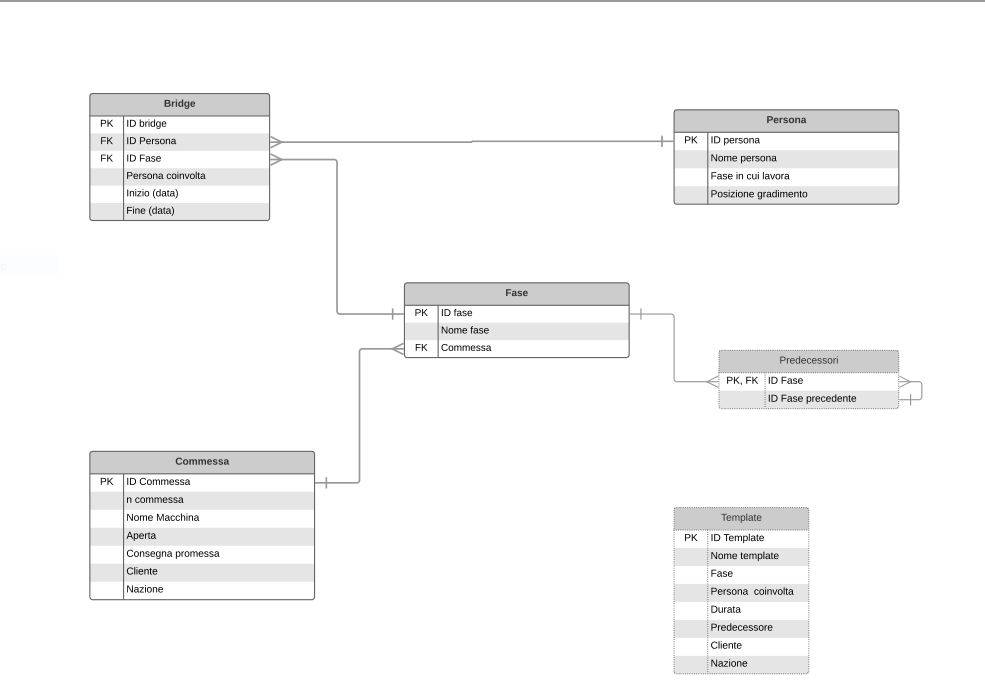 Bridge
PK ID bridge
FK ID Persona
FK ID Fase
Persona coinvolta
Inizio (data)
Fine (data)
Persona
PK ID persona
Nome persona
Fase in cui lavora
Posizione gradimento
Fase
PK ID fase
Nome fase
FK Commessa
Predecessori
PK, FK ID Fase
ID Fase precedente
Commessa
PK ID Commessa
n commessa
Nome Macchina
Aperta
Consegna promessa
Cliente
Nazione
Template
PK ID Template
Nome template
Fase
Persona coinvolta
Durata
Predecessore
Cliente
Nazione